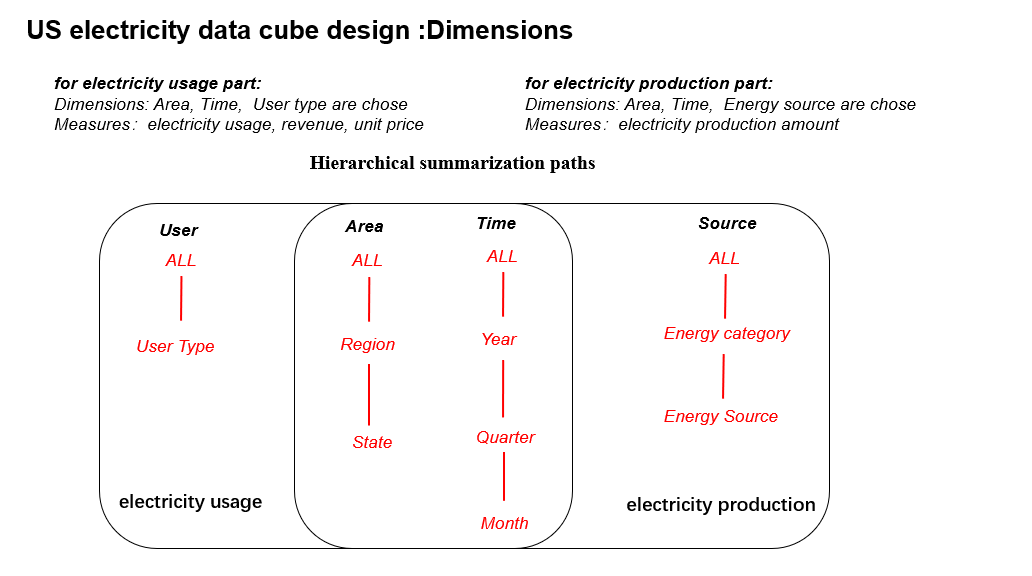 US electricity data cube design :Dimensions
for electricity usage part:
Dimensions: Area, Time,  User type are chose
Measures： electricity usage, revenue, unit price
for electricity production part:
Dimensions: Area, Time,  Energy source are chose
Measures： electricity production amount
Hierarchical summarization paths
User
ALL
User Type
electricity usage
Area
ALL
Region
State
Time
ALL
Year
Quarter
Month
Source
ALL
Energy category
Energy Source
electricity production